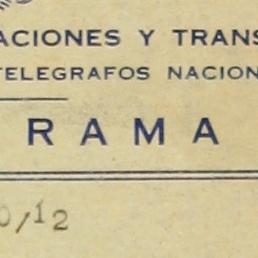 ACIONES Y TRANS
TELEGRAFOS NACION
RAMA
0/12